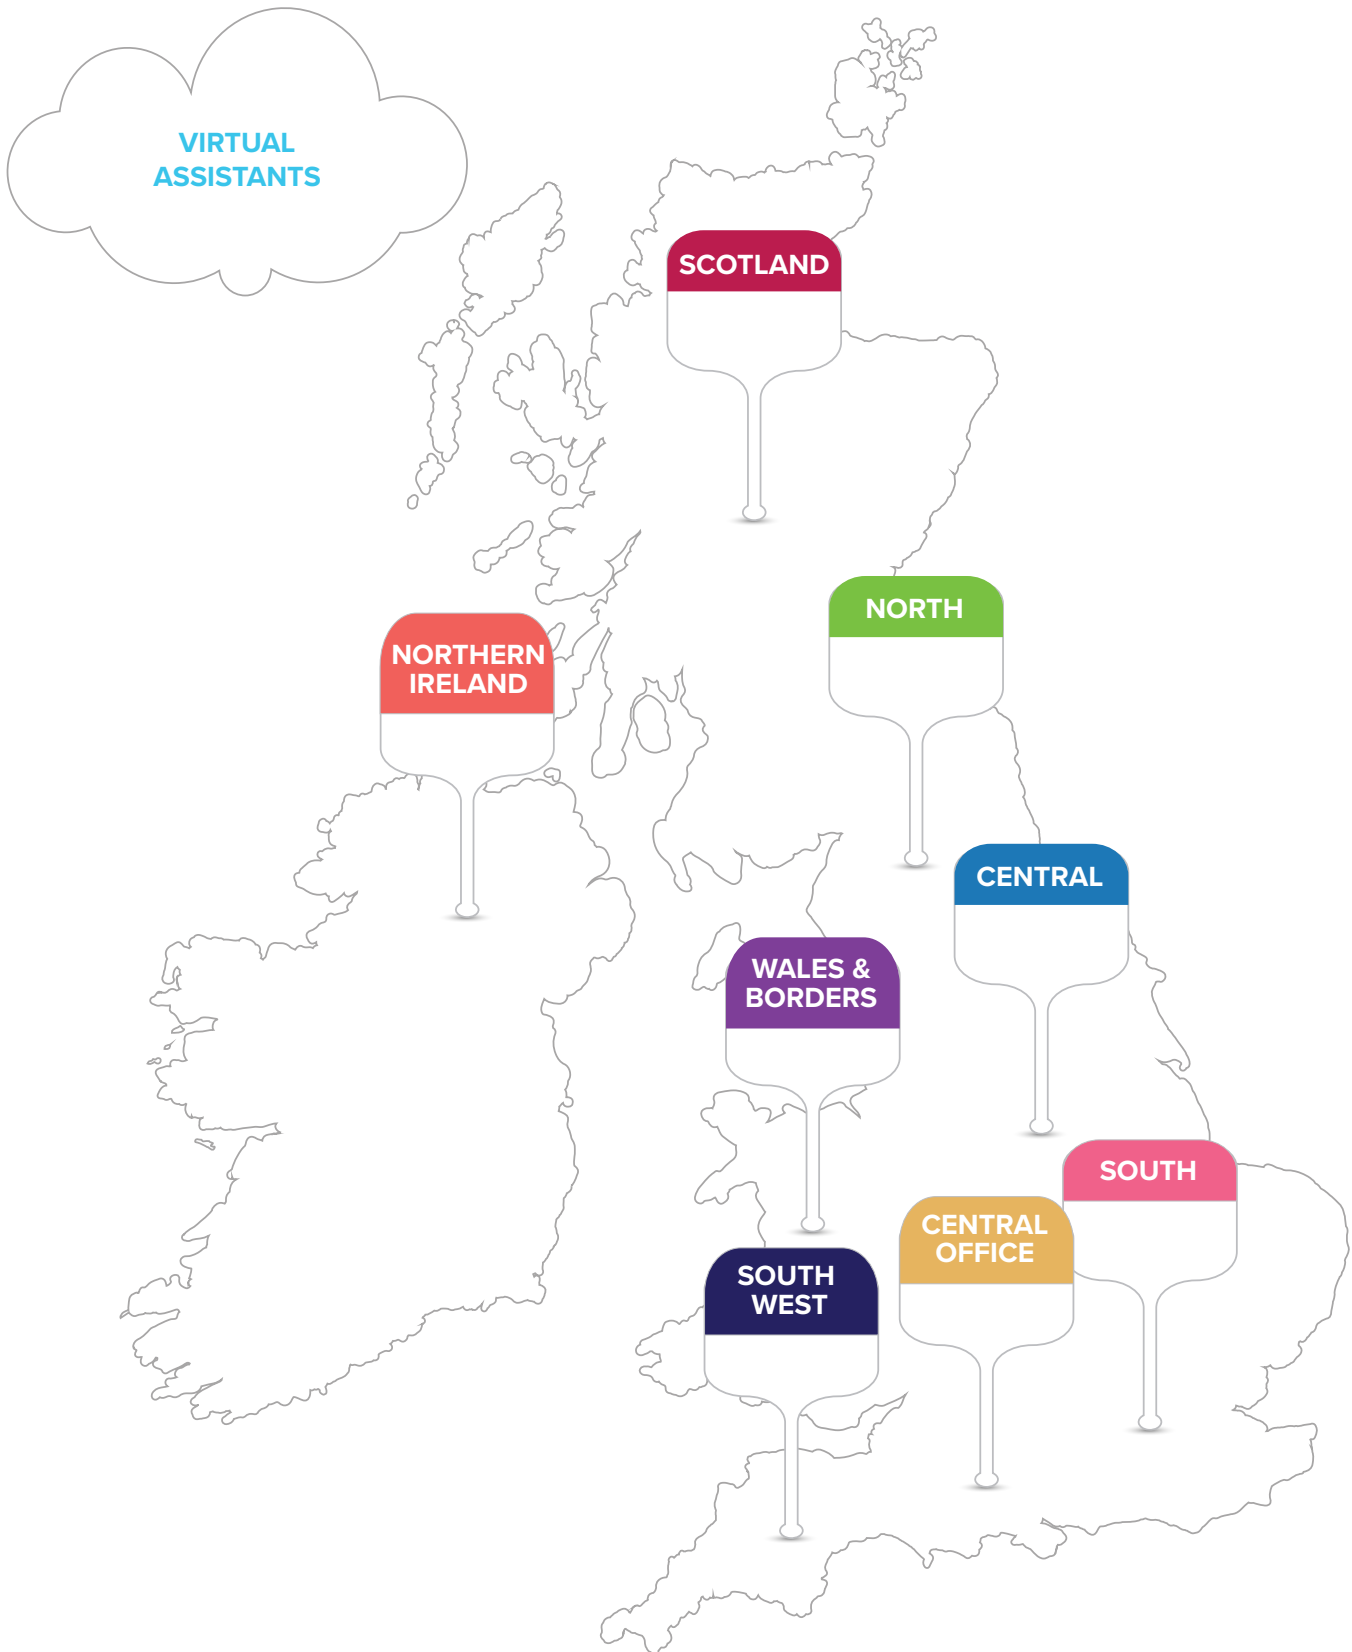 VIRTUAL
ASSISTANTS
SCOTLAND
NORTH
NORTHERN
IRELAND
CENTRAL
WALES &
BORDERS
SOUTH
CENTRAL
OFFICE
SOUTH
WEST